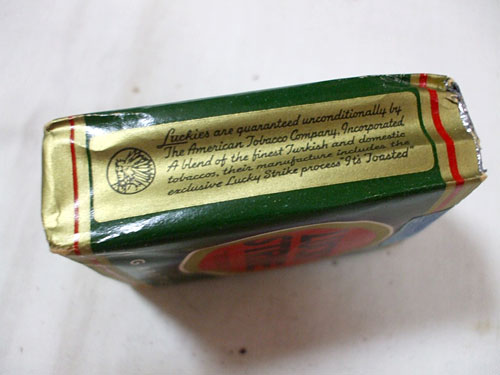 Luckies are guaranteed unconditionally by
The American Tobacco Company, Incorporated
A blend of the finest Turkish and domestic
tobaccos, their manufacture includes the
exclusive Lucky Strike process "It's Toasted"
G